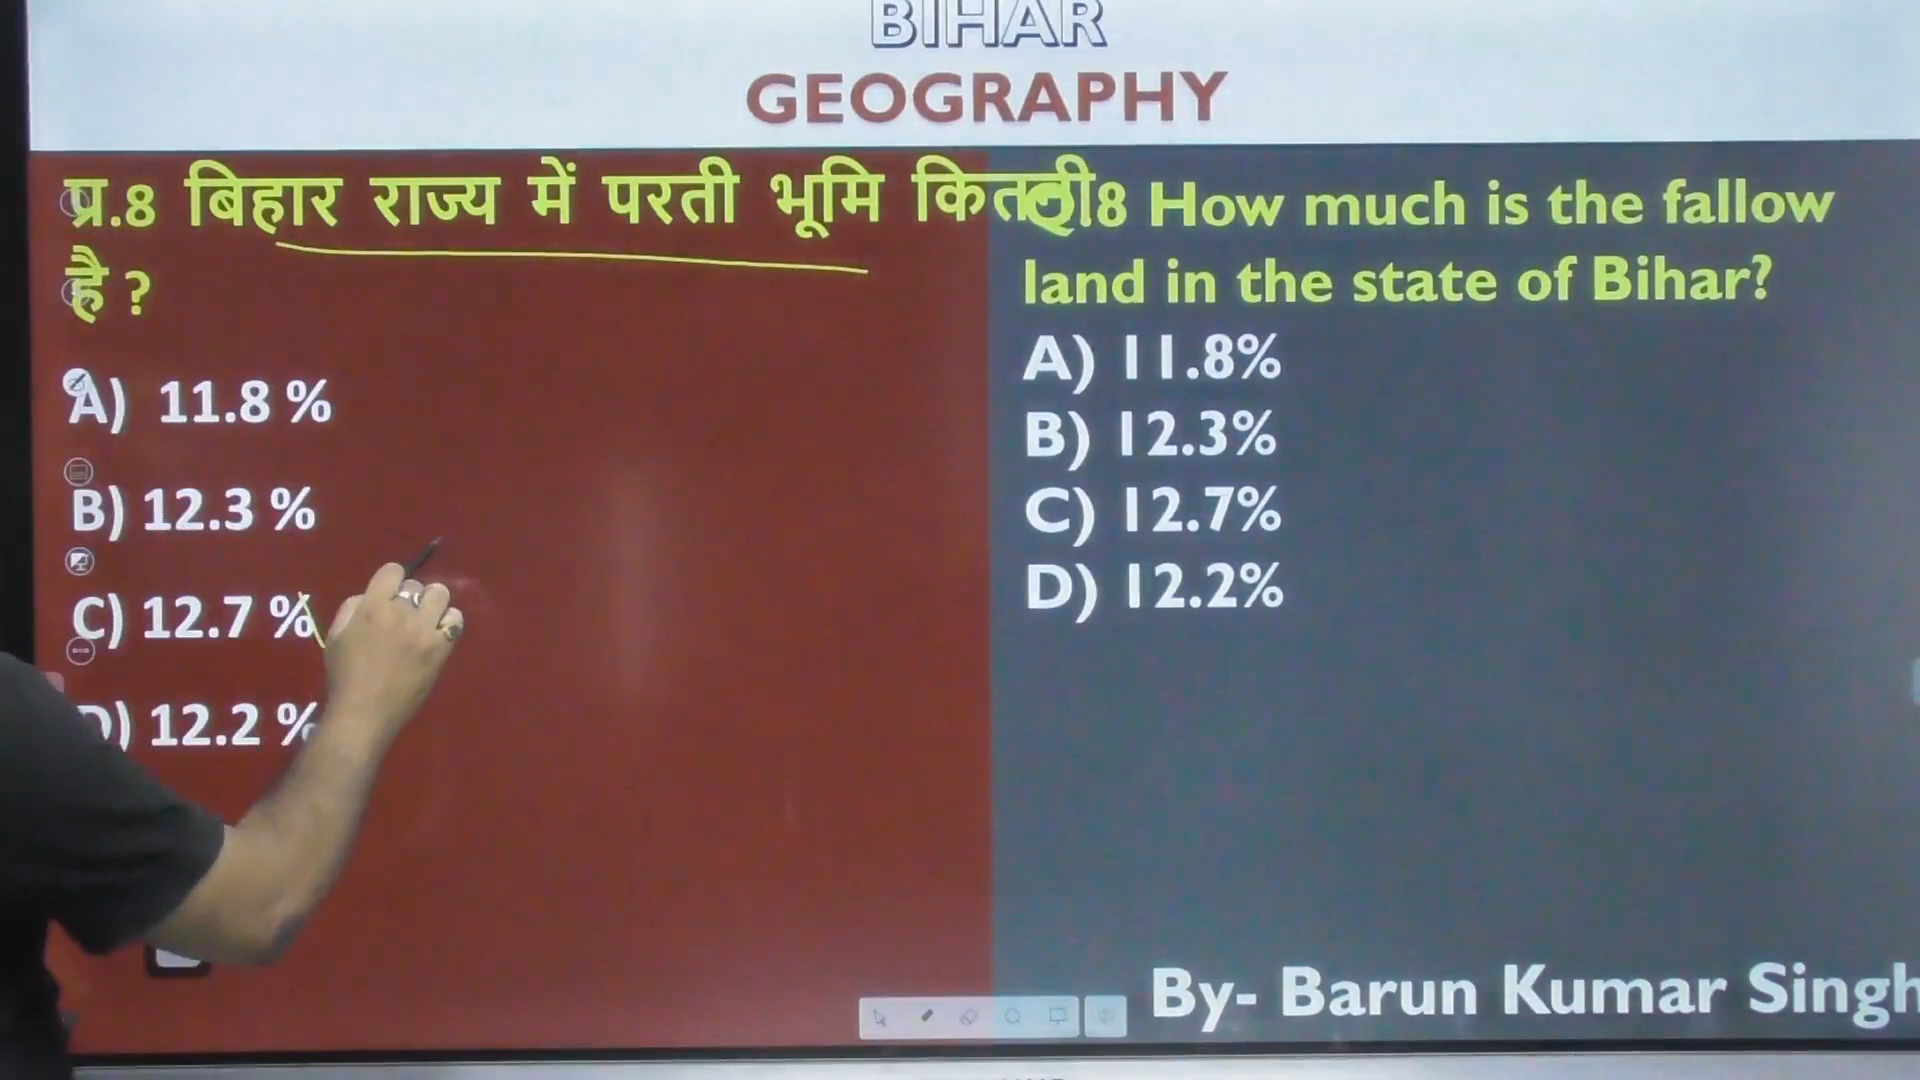 BIHAR
GEOGRAPHY
प्र.8 बिहार राज्य में परती भूमि कितनी
है ?
A) 11.8 %
B) 12.3 %
C) 12.7 %
D) 12.2 %
Q.8 How much is the fallow
land in the state of Bihar?
A) 11.8%
B) 12.3%
C) 12.7%
D) 12.2%
By- Barun Kumar Singh